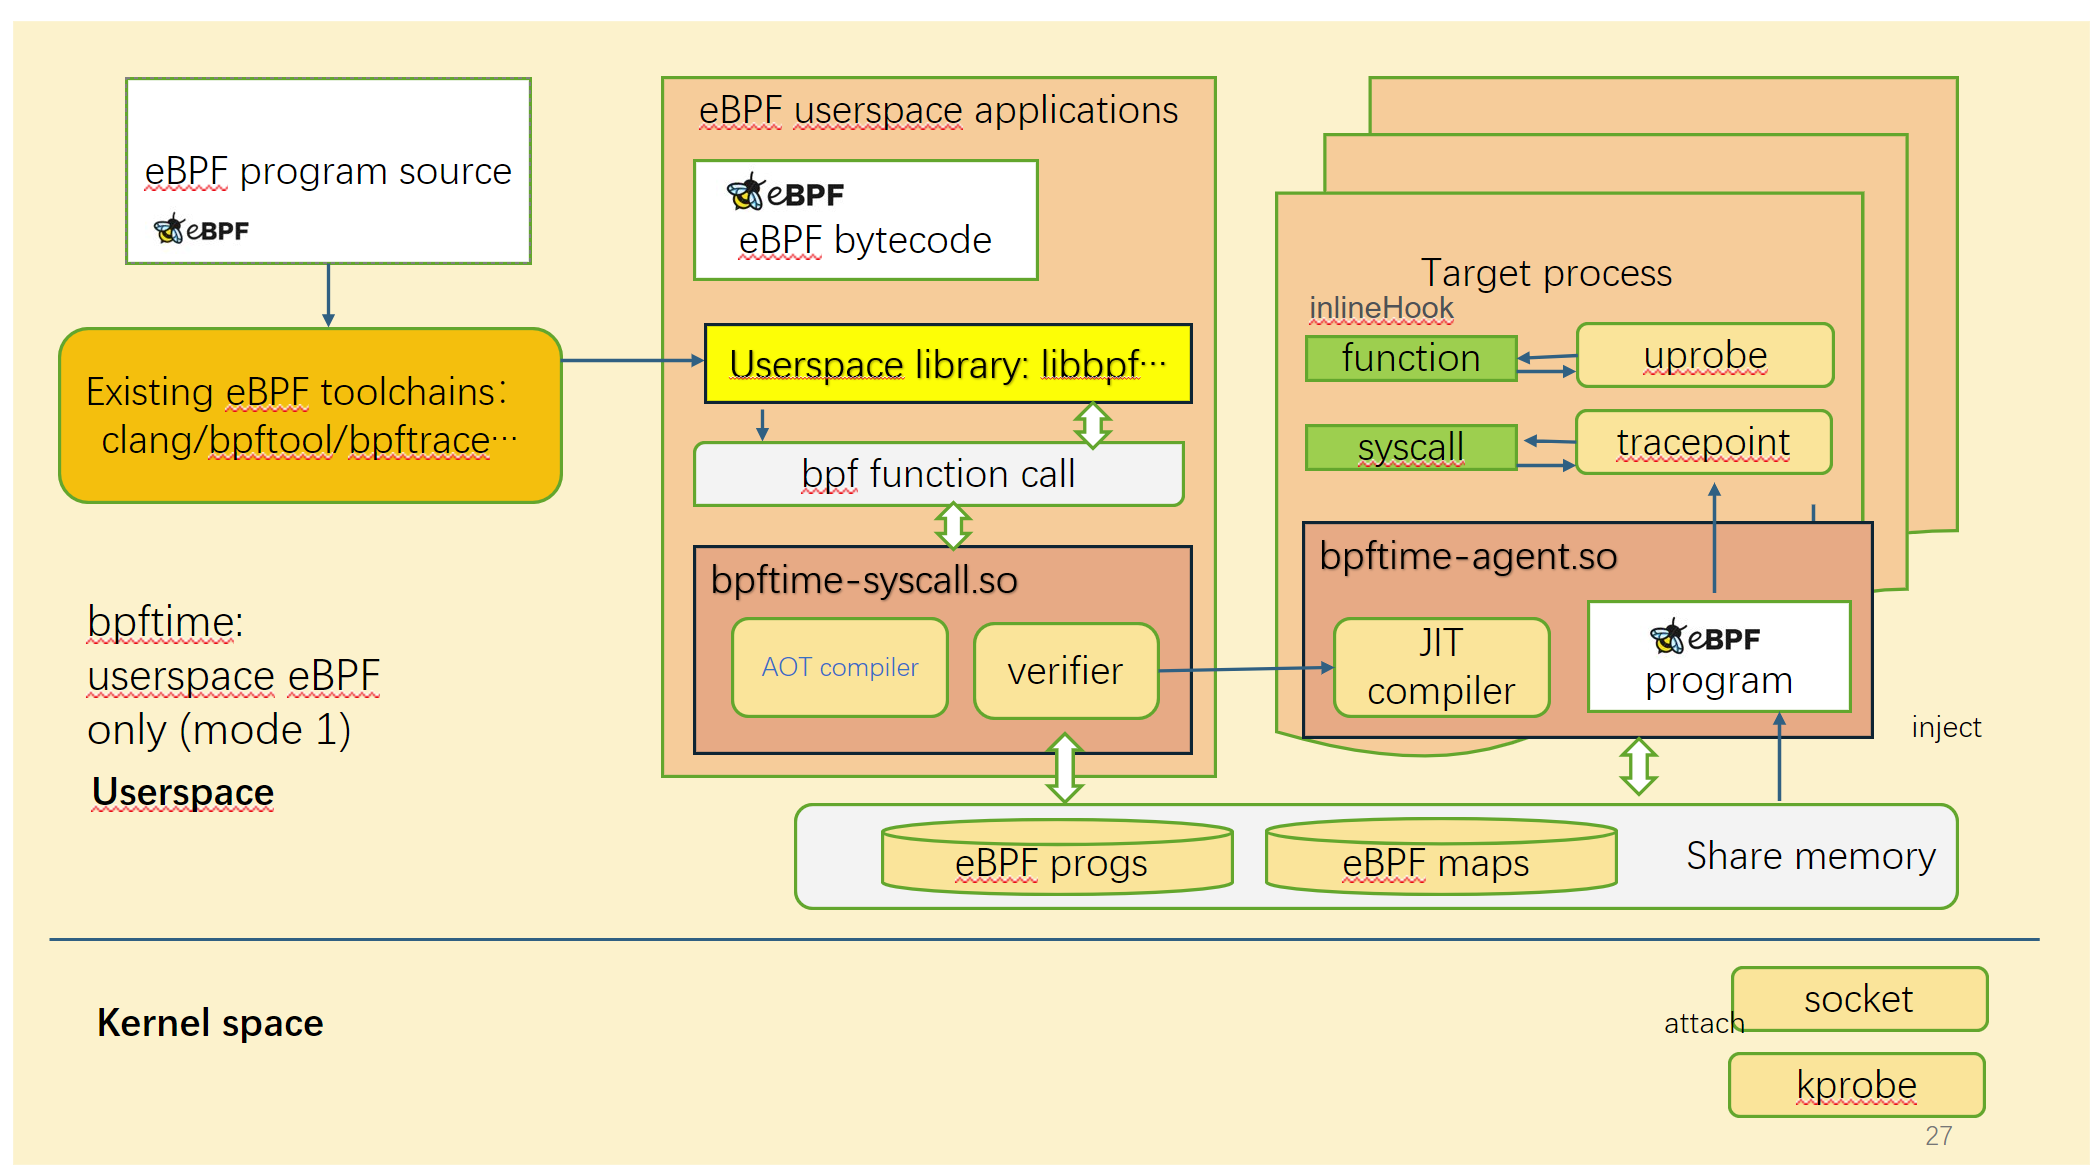 eBPF program source
eBPF
Existing eBPF toolchains:
clang/bpftool/bpftrace…
bpftime:
userspace eBPF
only (mode 1)
Userspace
eBPF userspace applications
eBPF
eBPF bytecode
Userspace library: libbpf…
bpf function call
bpftime-syscall.so
AOT compiler
verifier
Target process
inlineHook
function
uprobe
syscall
tracepoint
bpftime-agent.so
JIT
compiler
eBPF
program
inject
eBPF progs
eBPF maps
Share memory
Kernel space
socket
attach
kprobe
27